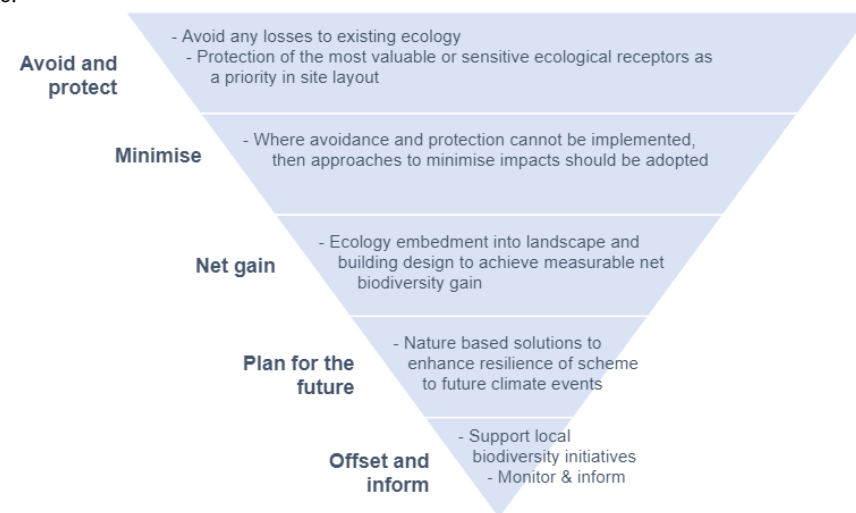 Avoid and
protect
- Avoid any losses to existing ecology
- Protection of the most valuable or sensitive ecological receptors as
a priority in site layout
Minimise
- Where avoidance and protection cannot be implemented,
then approaches to minimise impacts should be adopted
Net gain
- Ecology embedment into landscape and
building design to achieve measurable net
biodiversity gain
Plan for the
future
- Nature based solutions to
enhance resilience of scheme
to future climate events
Offset and
inform
- Support local
biodiversity initiatives
- Monitor & inform